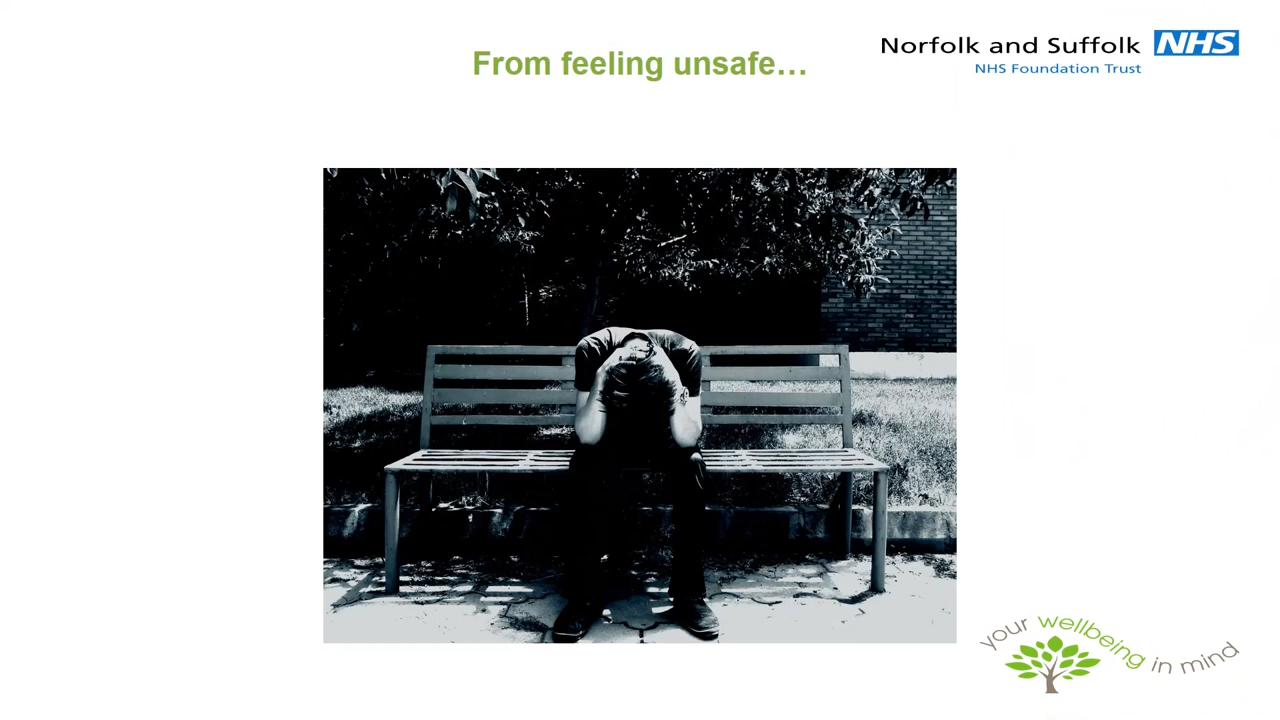 From feeling unsafe…
Norfolk and Suffolk NHS
NHS Foundation Trust
your wellbeing in mind